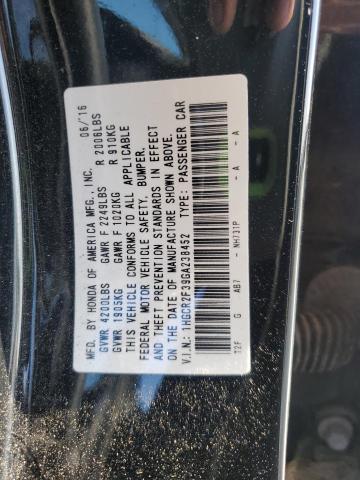 MFD. BY HONDA OF AMERICA MFG., INC. 06/16
GVWR 4200LBS GAWR F 2249LBS R 2006LBS
GVWR 1905KG GAWR F 1020KG R 910KG
THIS VEHICLE CONFORMS TO ALL APPLICABLE
FEDERAL MOTOR VEHICLE SAFETY, BUMPER,
AND THEFT PREVENTION STANDARDS IN EFFECT
ON THE DATE OF MANUFACTURE SHOWN ABOVE.
V.I.N.: 1HGCR2F39GA238452 TYPE: PASSENGER CAR
T2F G AB7 - NH731P - A - A